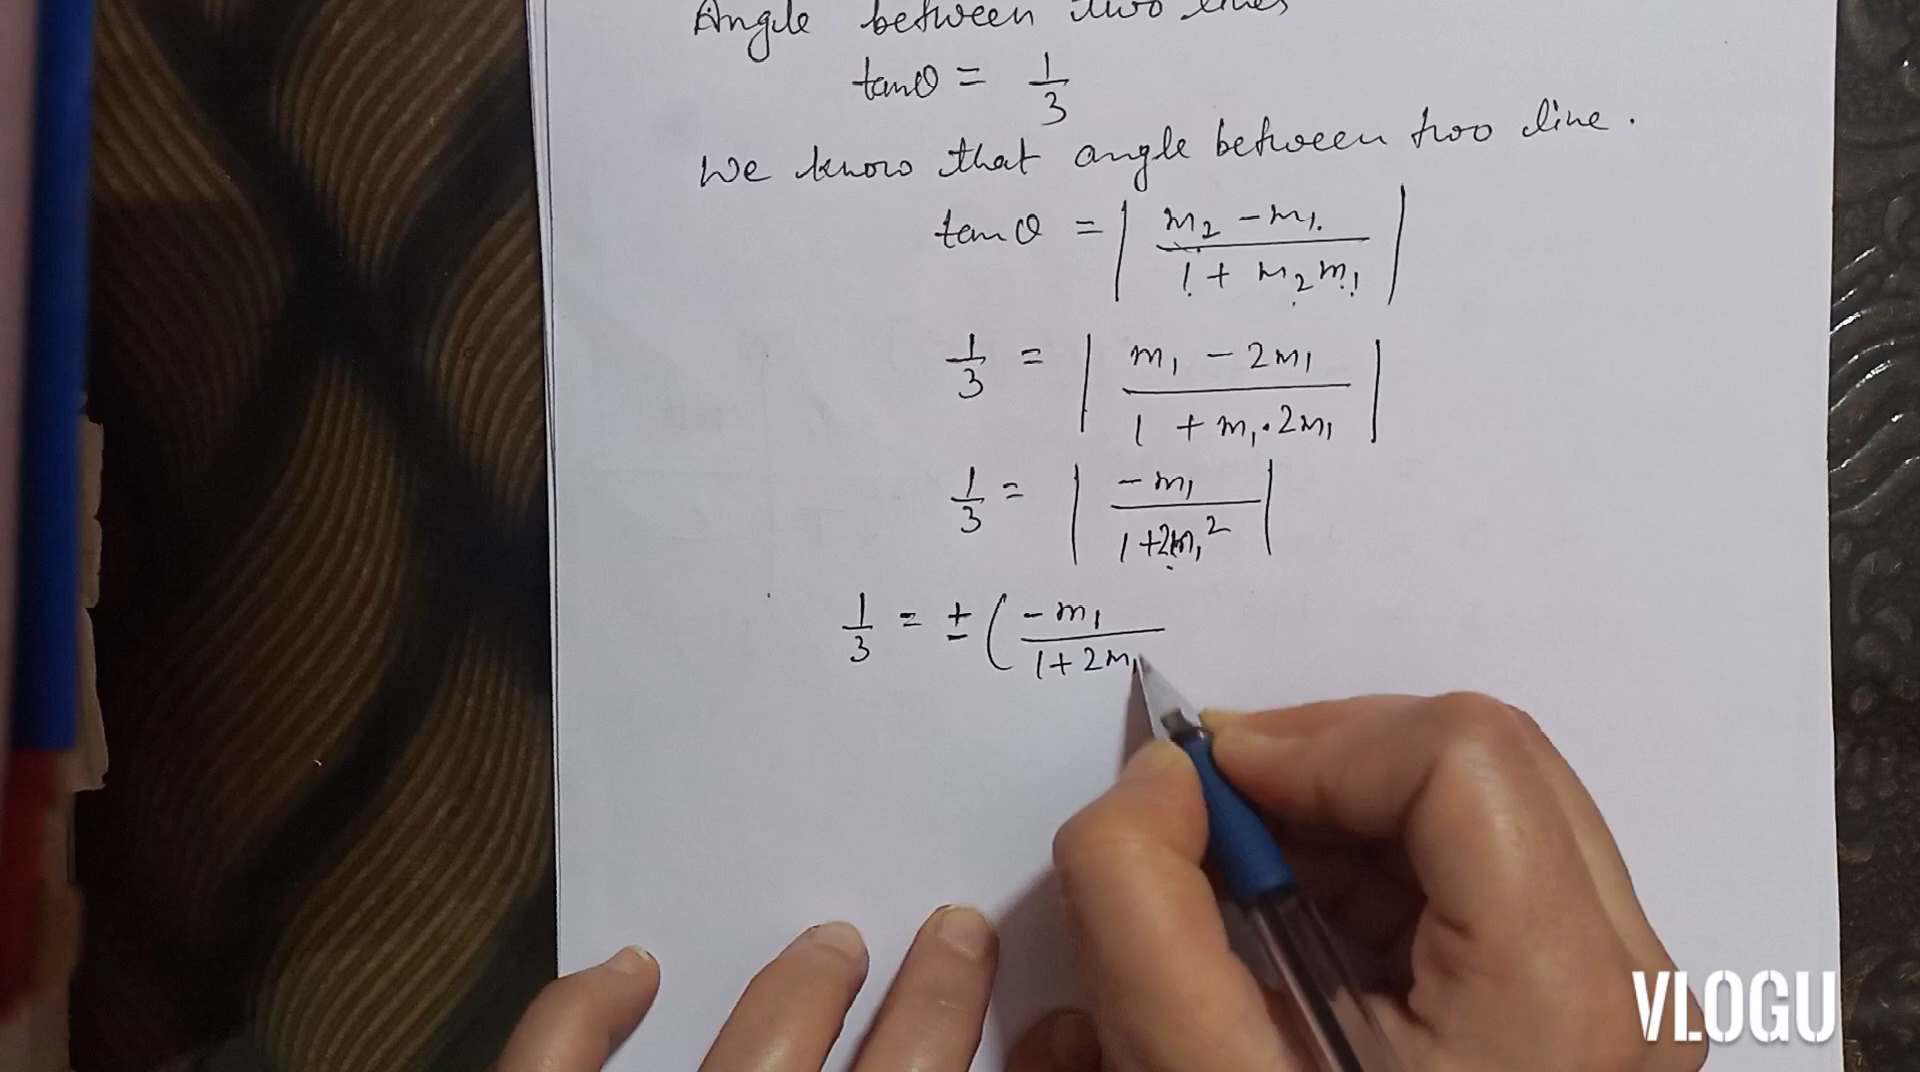 Angle between two lines
tanθ = 1/3
We know that angle between two line.
tanθ = | m₂ - m₁ / 1 + m₂m₁ |
1/3 = | m₁ - 2m₁ / 1 + m₁·2m₁ |
1/3 = | -m₁ / 1+2m₁² |
1/3 = ± ( -m₁ / 1+2m₁
VLOGU